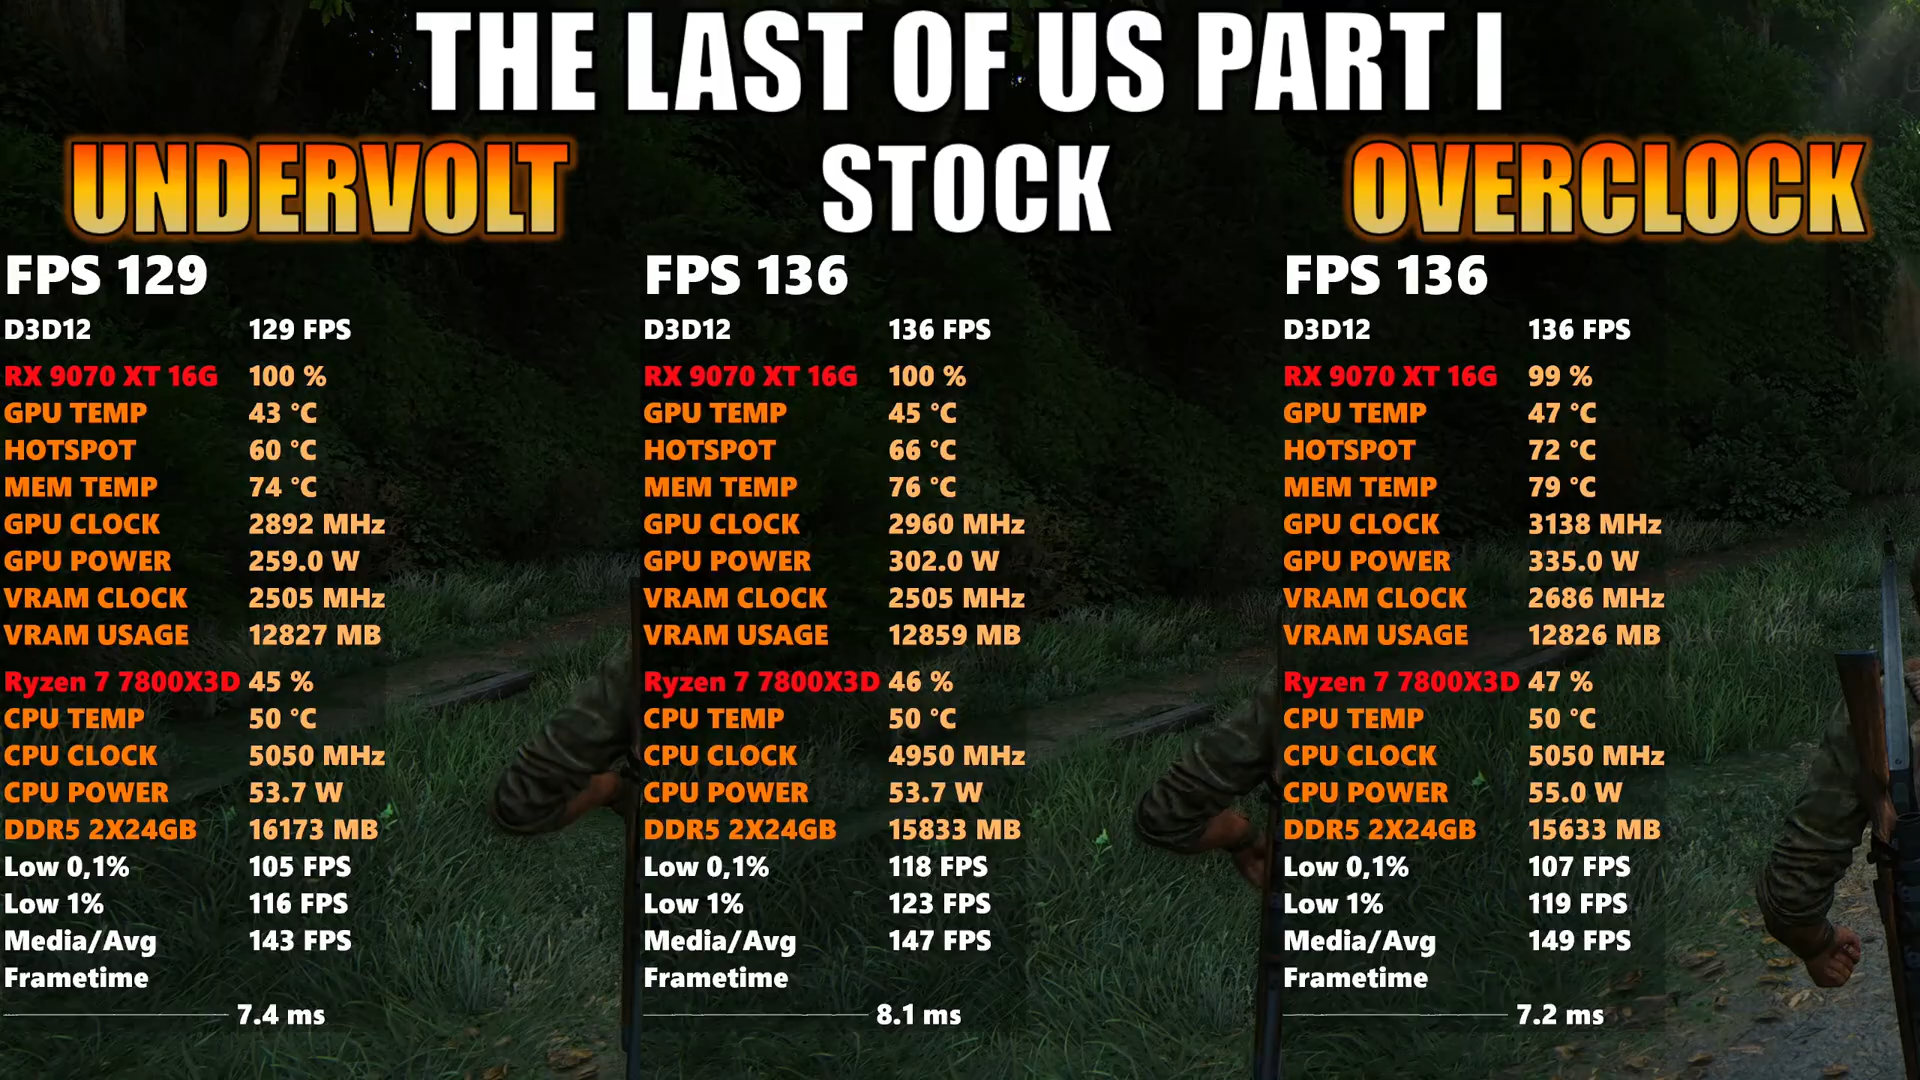 THE LAST OF US PART I
UNDERVOLT
FPS 129
D3D12 129 FPS
RX 9070 XT 16G 100 %
GPU TEMP 43 °C
HOTSPOT 60 °C
MEM TEMP 74 °C
GPU CLOCK 2892 MHz
GPU POWER 259.0 W
VRAM CLOCK 2505 MHz
VRAM USAGE 12827 MB
Ryzen 7 7800X3D 45 %
CPU TEMP 50 °C
CPU CLOCK 5050 MHz
CPU POWER 53.7 W
DDR5 2X24GB 16173 MB
Low 0,1% 105 FPS
Low 1% 116 FPS
Media/Avg 143 FPS
Frametime
7.4 ms
STOCK
FPS 136
D3D12 136 FPS
RX 9070 XT 16G 100 %
GPU TEMP 45 °C
HOTSPOT 66 °C
MEM TEMP 76 °C
GPU CLOCK 2960 MHz
GPU POWER 302.0 W
VRAM CLOCK 2505 MHz
VRAM USAGE 12859 MB
Ryzen 7 7800X3D 46 %
CPU TEMP 50 °C
CPU CLOCK 4950 MHz
CPU POWER 53.7 W
DDR5 2X24GB 15833 MB
Low 0,1% 118 FPS
Low 1% 123 FPS
Media/Avg 147 FPS
Frametime
8.1 ms
OVERCLOCK
FPS 136
D3D12 136 FPS
RX 9070 XT 16G 99 %
GPU TEMP 47 °C
HOTSPOT 72 °C
MEM TEMP 79 °C
GPU CLOCK 3138 MHz
GPU POWER 335.0 W
VRAM CLOCK 2686 MHz
VRAM USAGE 12826 MB
Ryzen 7 7800X3D 47 %
CPU TEMP 50 °C
CPU CLOCK 5050 MHz
CPU POWER 55.0 W
DDR5 2X24GB 15633 MB
Low 0,1% 107 FPS
Low 1% 119 FPS
Media/Avg 149 FPS
Frametime
7.2 ms